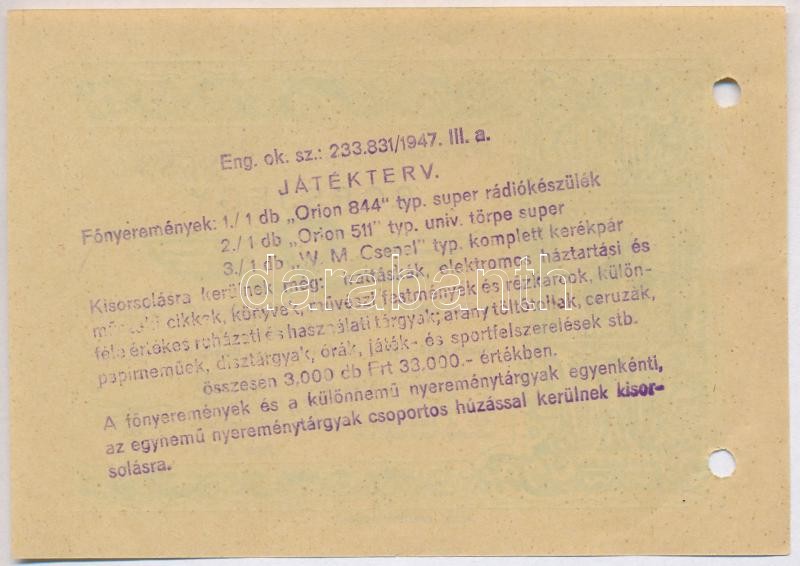 Eng. ok. sz.: 233.831/1947. III. a.
JÁTÉKTERV.
Főnyeremények: 1./ 1 db „Orion 844" typ. super rádiókészülék
2./ 1 db „Orion 511" typ. univ. törpe super
3./ 1 db „W. M. Csepel" typ. komplett kerékpár
Kisorsolásra kerülnek még: elektromos háztartási és
műszaki cikkek, könyvek, művészi festmények és rézkarcok, külön-
féle értékes ruházati és használati tárgyak; arany töltőtollak, ceruzák,
papírneműek, dísztárgyak, órák, játék- és sportfelszerelések stb.
összesen 3,000 db Frt 33.000.- értékben.
A főnyeremények és a különnemű nyereménytárgyak egyenkénti,
az egynemű nyereménytárgyak csoportos húzással kerülnek kisor-
solásra.
darabanth